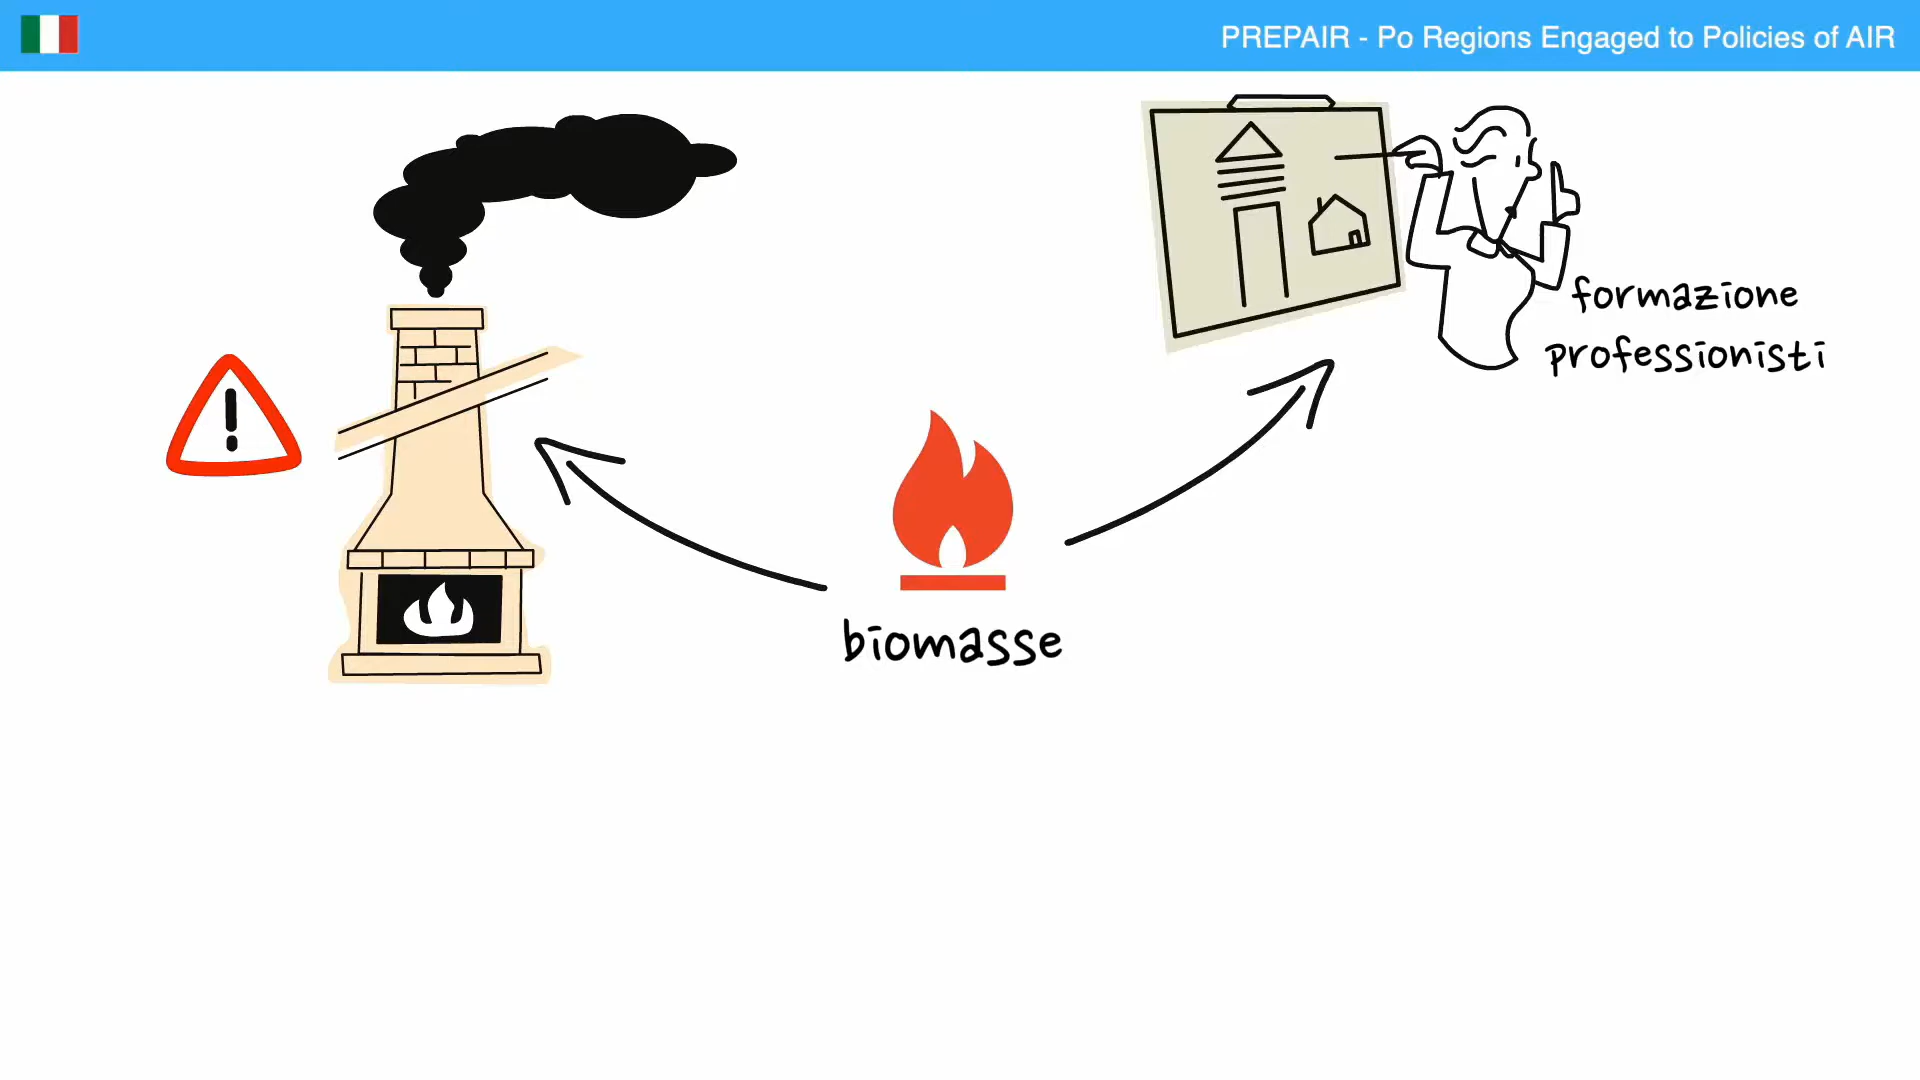 PREPAIR - Po Regions Engaged to Policies of AIR
formazione
professionisti
biomasse